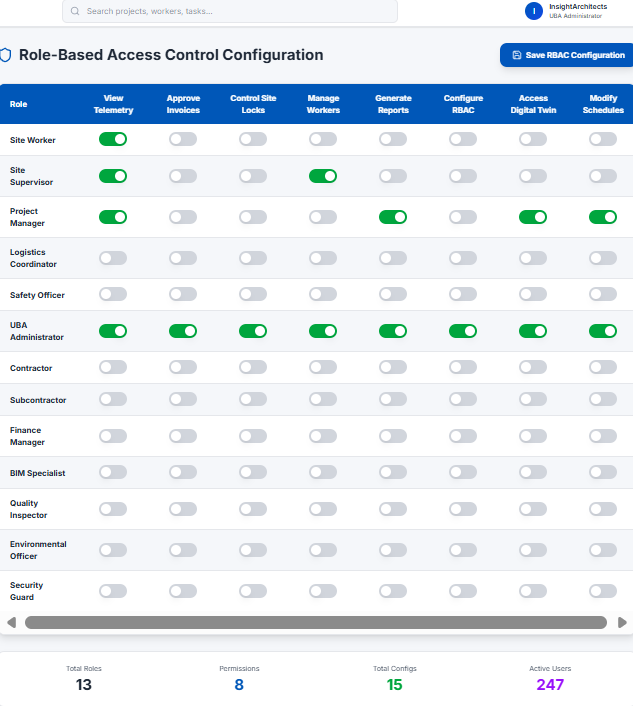 Search projects, workers, tasks...
I
InsightArchitects
UBA Administrator
Role-Based Access Control Configuration
Save RBAC Configuration
Role
View Telemetry
Approve Invoices
Control Site Locks
Manage Workers
Generate Reports
Configure RBAC
Access Digital Twin
Modify Schedules
Site Worker
Site
Supervisor
Project
Manager
Logistics
Coordinator
Safety Officer
UBA
Administrator
Contractor
Subcontractor
Finance
Manager
BIM Specialist
Quality
Inspector
Environmental
Officer
Security
Guard
Total Roles
13
Permissions
8
Total Configs
15
Active Users
247